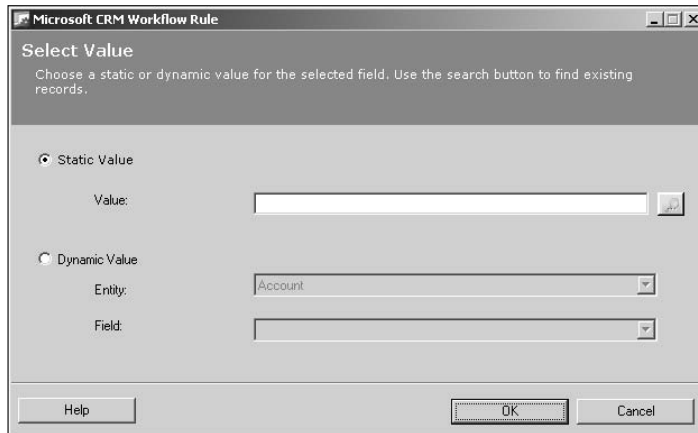 Microsoft CRM Workflow Rule
Select Value
Choose a static or dynamic value for the selected field. Use the search button to find existing
records.
Static Value
Value:
Dynamic Value
Entity: Account
Field:
Help OK Cancel